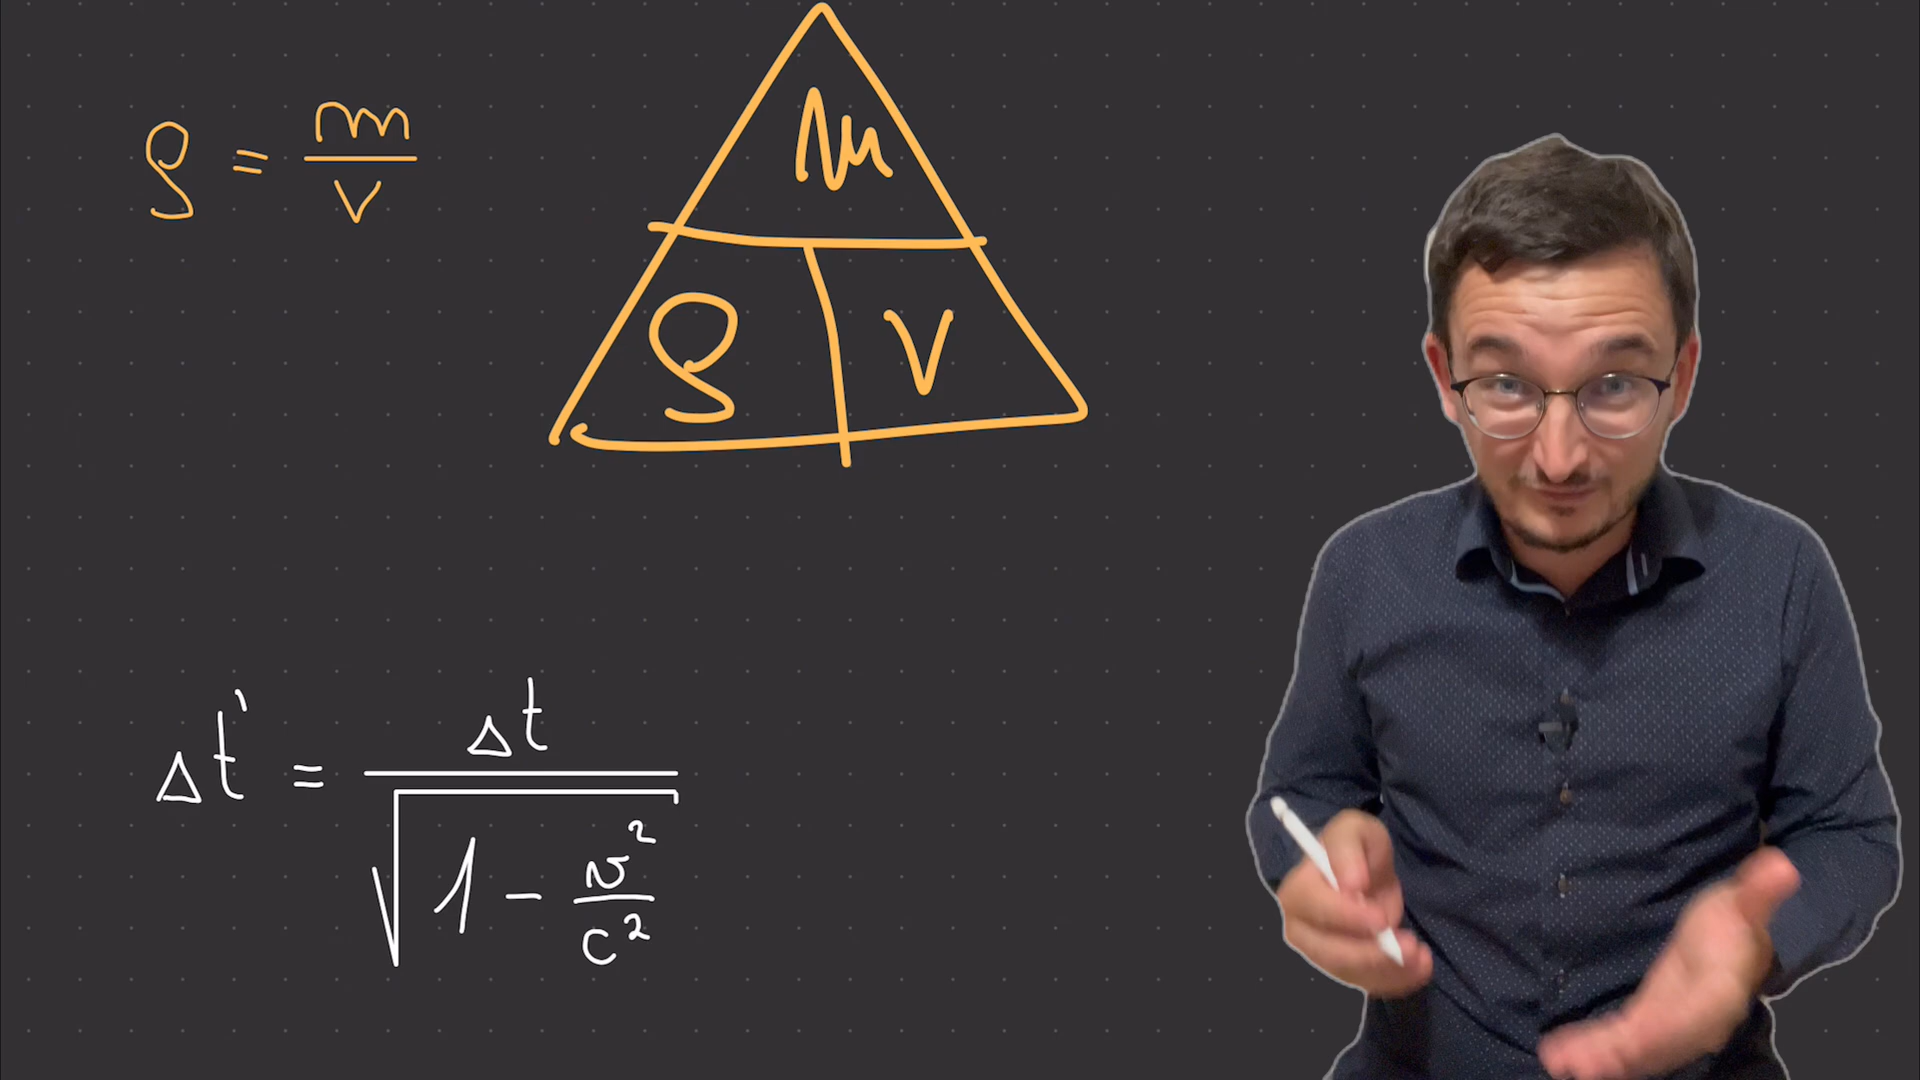 ρ = m/V
m
ρ V
Δt' = Δt/√(1 - v²/c²)